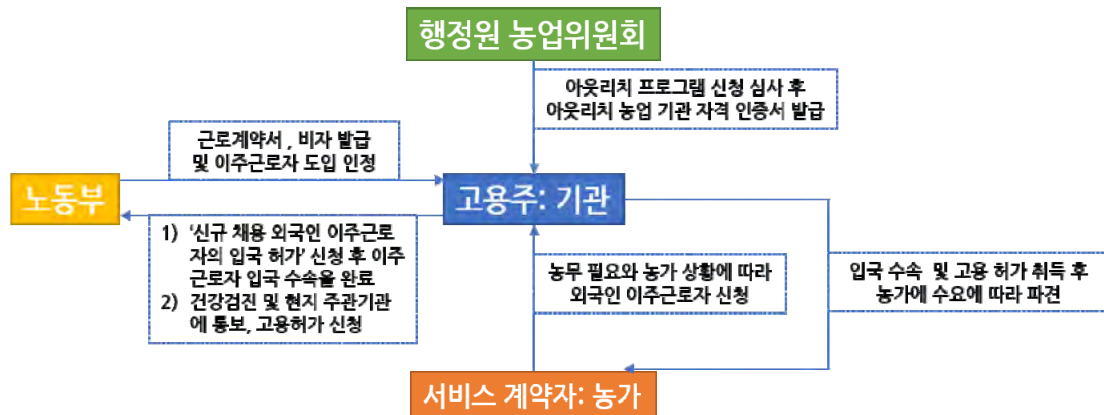 행정원 농업위원회
아웃리치 프로그램 신청 심사 후
아웃리치 농업 기관 자격 인증서 발급
근로계약서 , 비자 발급
및 이주근로자 도입 인정
노동부
고용주: 기관
1) ‘신규 채용 외국인 이주근로
자의 입국 허가’ 신청 후 이주
근로자 입국 수속을 완료
2) 건강검진 및 현지 주관기관
에 통보, 고용허가 신청
농무 필요와 농가 상황에 따라
외국인 이주근로자 신청
입국 수속 및 고용 허가 취득 후
농가에 수요에 따라 파견
서비스 계약자: 농가